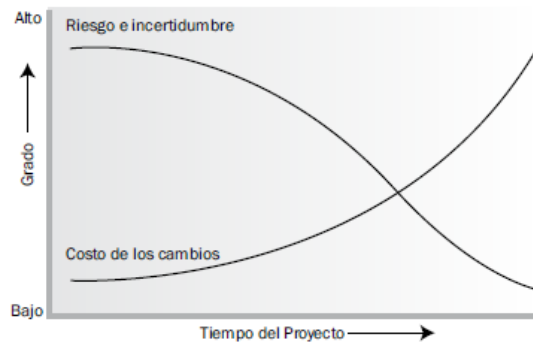 Alto
Riesgo e incertidumbre
Grado
Costo de los cambios
Bajo
Tiempo del Proyecto